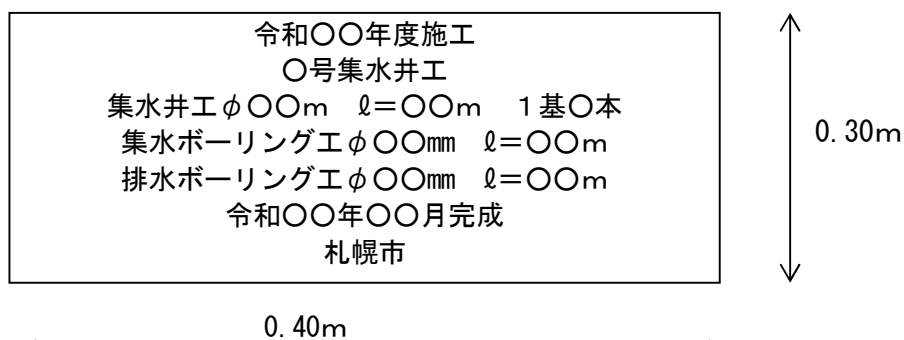 令和〇〇年度施工
〇号集水井工
集水井工φ〇〇m　ℓ=〇〇m　１基〇本
集水ボーリング工φ〇〇㎜　ℓ=〇〇m
排水ボーリング工φ〇〇㎜　ℓ=〇〇m
令和〇〇年〇〇月完成
札幌市
0.30m
0.40m